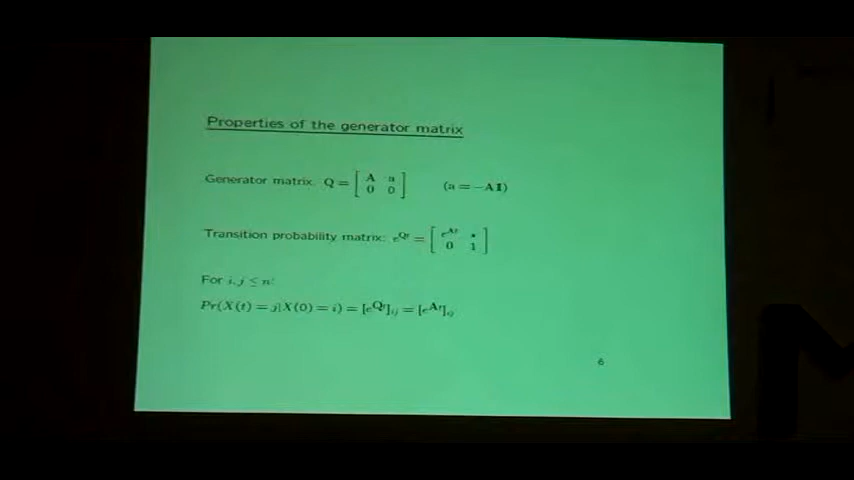 Properties of the generator matrix
Generator matrix: Q = [ A a ; 0 0 ] (a = −A1)
Transition probability matrix: e^{Qt} = [ e^{At} * ; 0 1 ]
For i, j ≤ n:
Pr(X(t) = j|X(0) = i) = [e^{Qt}]_{ij} = [e^{At}]_{ij}
6